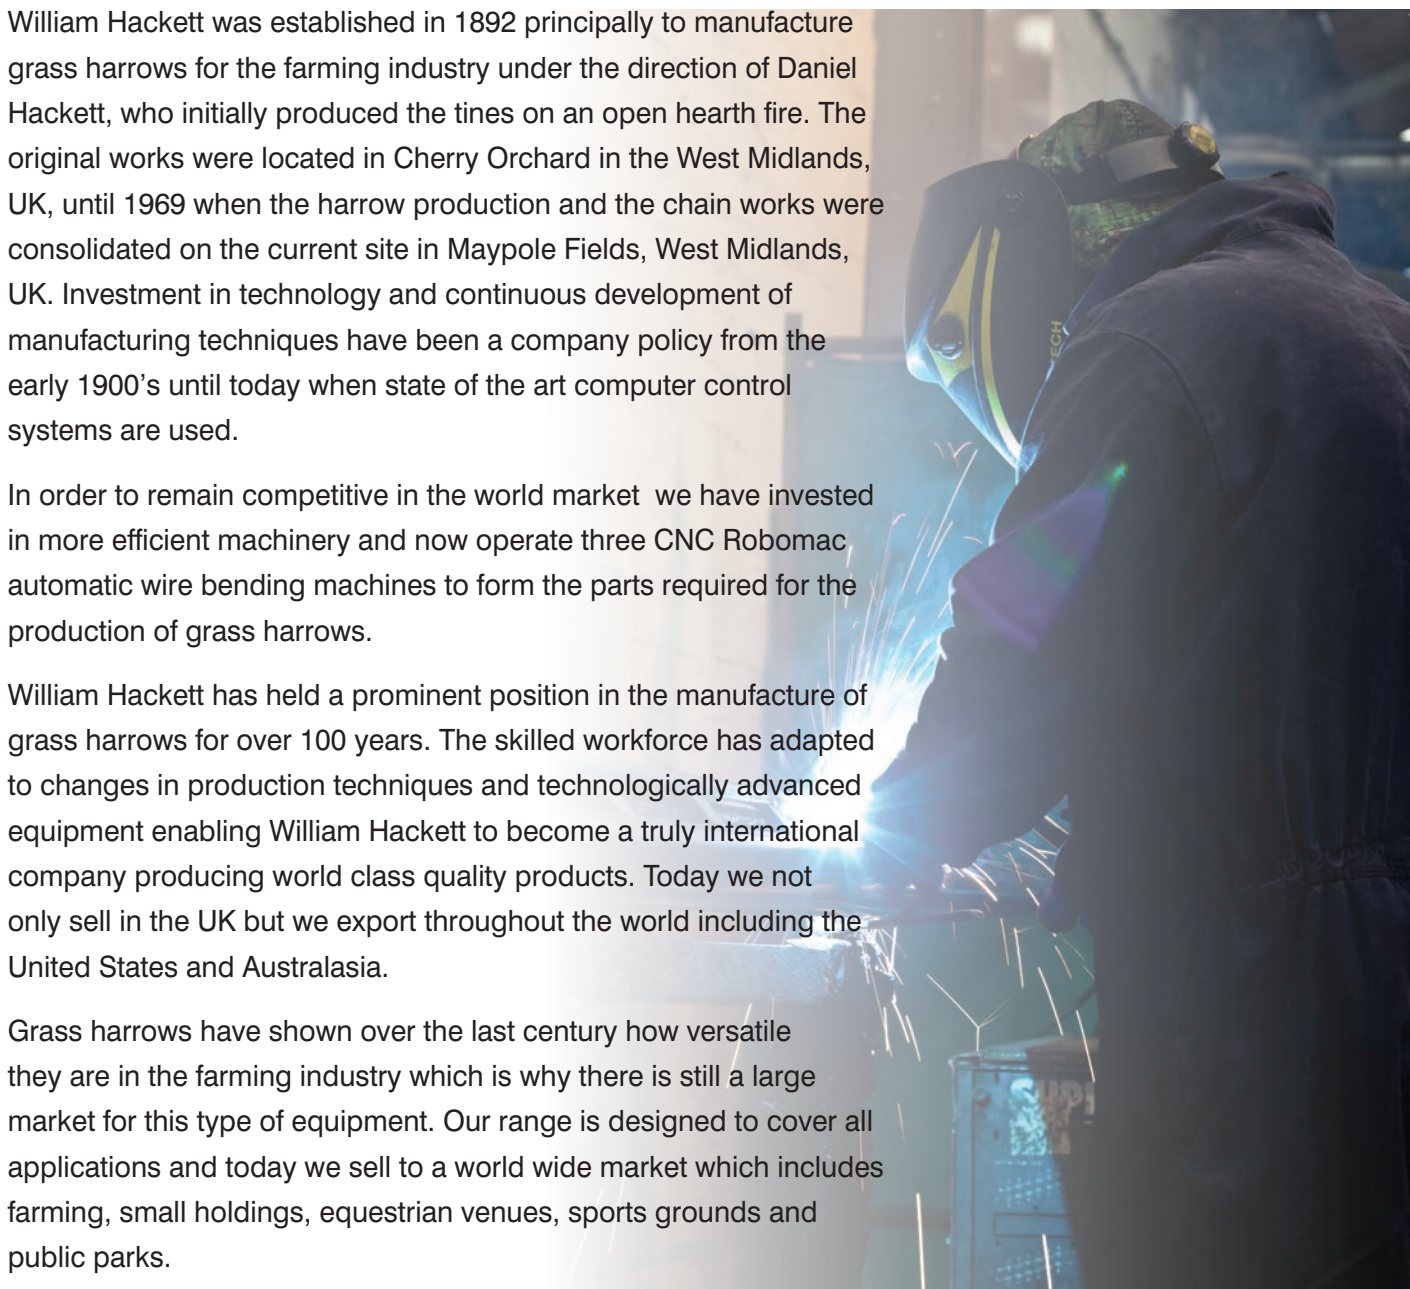 William Hackett was established in 1892 principally to manufacture
grass harrows for the farming industry under the direction of Daniel
Hackett, who initially produced the tines on an open hearth fire. The
original works were located in Cherry Orchard in the West Midlands,
UK, until 1969 when the harrow production and the chain works were
consolidated on the current site in Maypole Fields, West Midlands,
UK. Investment in technology and continuous development of
manufacturing techniques have been a company policy from the
early 1900’s until today when state of the art computer control
systems are used.
In order to remain competitive in the world market  we have invested
in more efficient machinery and now operate three CNC Robomac
automatic wire bending machines to form the parts required for the
production of grass harrows.
William Hackett has held a prominent position in the manufacture of
grass harrows for over 100 years. The skilled workforce has adapted
to changes in production techniques and technologically advanced
equipment enabling William Hackett to become a truly international
company producing world class quality products. Today we not
only sell in the UK but we export throughout the world including the
United States and Australasia.
Grass harrows have shown over the last century how versatile
they are in the farming industry which is why there is still a large
market for this type of equipment. Our range is designed to cover all
applications and today we sell to a world wide market which includes
farming, small holdings, equestrian venues, sports grounds and
public parks.